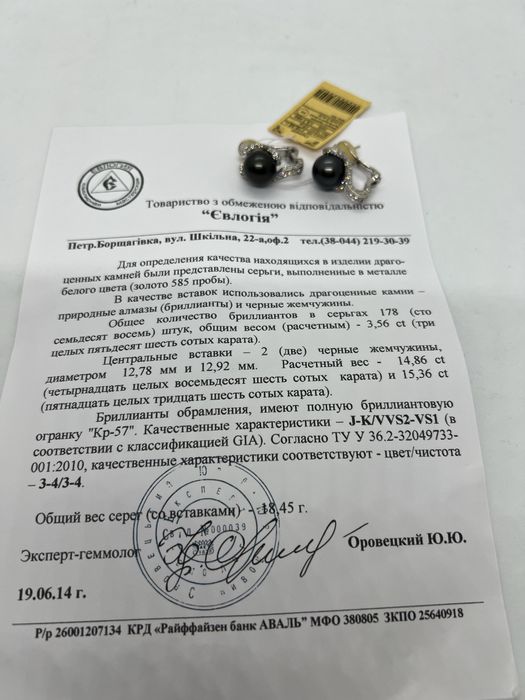 ЕВЛОГІЯ
Товариство з обмеженою відповідальністю
“Євлогія”
Петр.Борщагівка, вул. Шкільна, 22-а,оф.2 тел.(38-044) 219-30-39
Для определения качества находящихся в изделии драго-
ценных камней были представлены серьги, выполненные в металле
белого цвета (золото 585 пробы).
В качестве вставок использовались драгоценные камни –
природные алмазы (бриллианты) и черные жемчужины.
Общее количество бриллиантов в серьгах 178 (сто
семьдесят восемь) штук, общим весом (расчетным) - 3,56 ct (три
целых пятьдесят шесть сотых карата).
Центральные вставки – 2 (две) черные жемчужины,
диаметром 12,78 мм и 12,92 мм. Расчетный вес - 14,86 ct
(четырнадцать целых восемьдесят шесть сотых карата) и 15,36 ct
(пятнадцать целых тридцать шесть сотых карата).
Бриллианты обрамления, имеют полную бриллиантовую
огранку "Кр-57". Качественные характеристики – J-K/VVS2-VS1 (в
соответствии с классификацией GIA). Согласно ТУ У 36.2-32049733-
001:2010, качественные характеристики соответствуют - цвет/чистота
– 3-4/3-4.
Общий вес серег (со вставками) - 18,45 г.
Эксперт-геммолог
Оровецкий Ю.Ю.
19.06.14 г.
Р/р 26001207134 КРД «Райффайзен банк АВАЛЬ» МФО 380805 ЗКПО 25640918